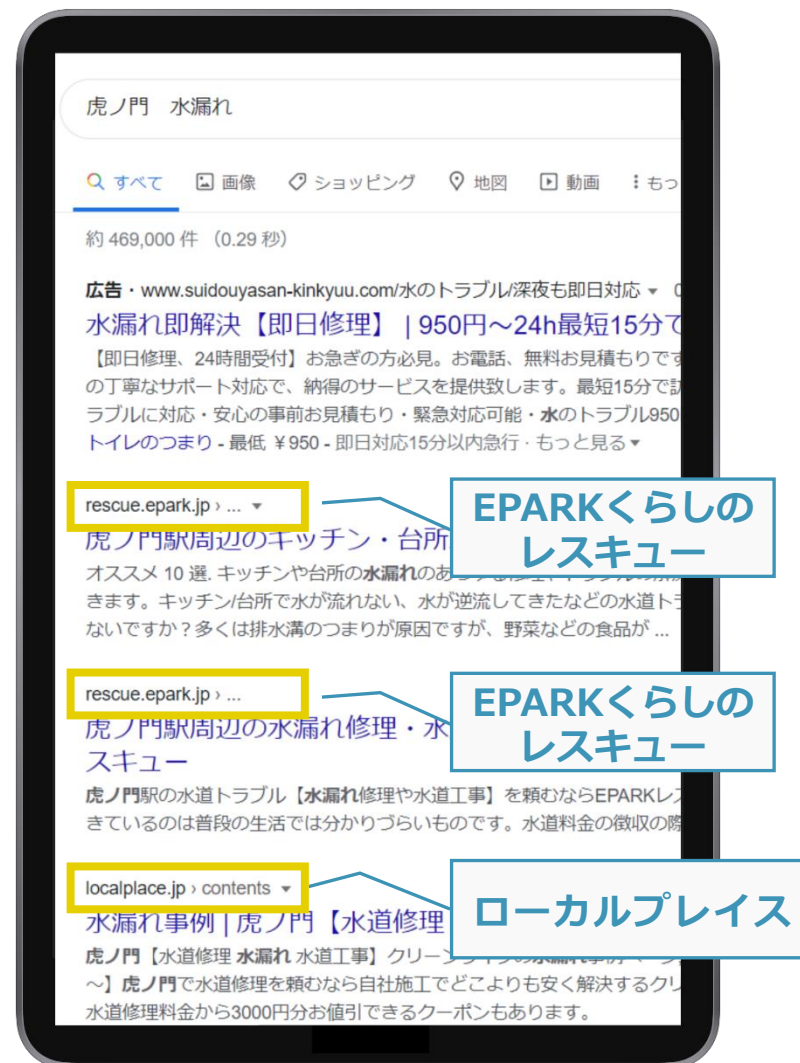 虎ノ門　水漏れ
すべて 画像 ショッピング 地図 動画 もっ
約 469,000 件 （0.29 秒）
広告・www.suidouyasan-kinkyuu.com/水のトラブル/深夜も即日対応
水漏れ即解決【即日修理】 | 950円～24h最短15分で
【即日修理、24時間受付】お急ぎの方必見。お電話、無料お見積もりです
の丁寧なサポート対応で、納得のサービスを提供致します。最短15分で
ラブルに対応・安心の事前お見積もり・緊急対応可能・水のトラブル950
トイレのつまり - 最低 ¥950 - 即日対応15分以内急行 · もっと見る
rescue.epark.jp › ...
EPARKくらしの
レスキュー
虎ノ門駅周辺のキッチン・台所
オススメ 10 選. キッチンや台所の水漏れのあ
きます。キッチン/台所で水が流れない、水が逆流してきたなどの水道ト
ないですか？多くは排水溝のつまりが原因ですが、野菜などの食品が ...
rescue.epark.jp › ...
EPARKくらしの
レスキュー
虎ノ門駅周辺の水漏れ修理・水
スキュー
虎ノ門駅の水道トラブル【水漏れ修理や水道工事】を頼むならEPARKレス
きているのは普段の生活では分かりづらいものです。水道料金の徴収の際
localplace.jp › contents
ローカルプレイス
水漏れ事例 | 虎ノ門【水道修理
虎ノ門【水道修理 水漏れ 水道工事】クリーン
～】虎ノ門で水道修理を頼むなら自社施工でどこよりも安く解決するクリ
水道修理料金から3000円分お値引できるクーポンもあります。